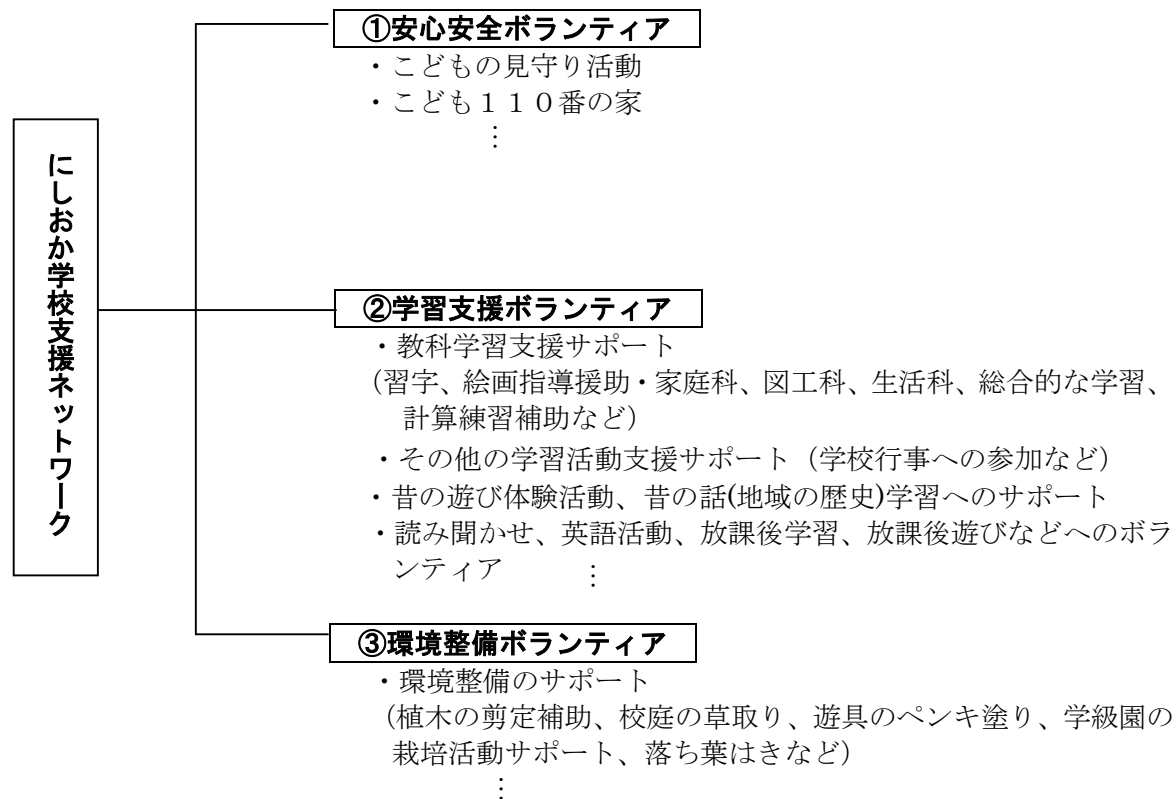 にしおか学校支援ネットワーク
①安心安全ボランティア
・こどもの見守り活動
・こども１１０番の家
⋮
②学習支援ボランティア
・教科学習支援サポート
（習字、絵画指導援助・家庭科、図工科、生活科、総合的な学習、
計算練習補助など）
・その他の学習活動支援サポート（学校行事への参加など）
・昔の遊び体験活動、昔の話(地域の歴史)学習へのサポート
・読み聞かせ、英語活動、放課後学習、放課後遊びなどへのボラ
ンティア　　⋮
③環境整備ボランティア
・環境整備のサポート
（植木の剪定補助、校庭の草取り、遊具のペンキ塗り、学級園の
栽培活動サポート、落ち葉はきなど）
⋮